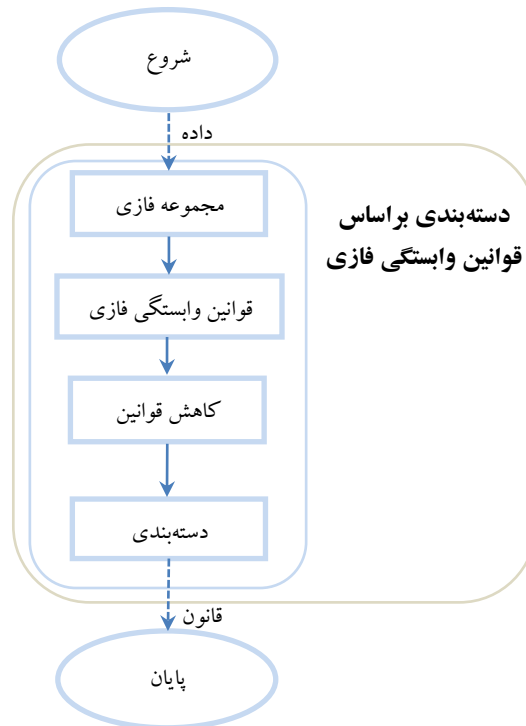 شروع
داده
مجموعه فازی
دسته‌بندی براساس
قوانین وابستگی فازی
قوانین وابستگی فازی
کاهش قوانین
دسته‌بندی
قانون
پایان